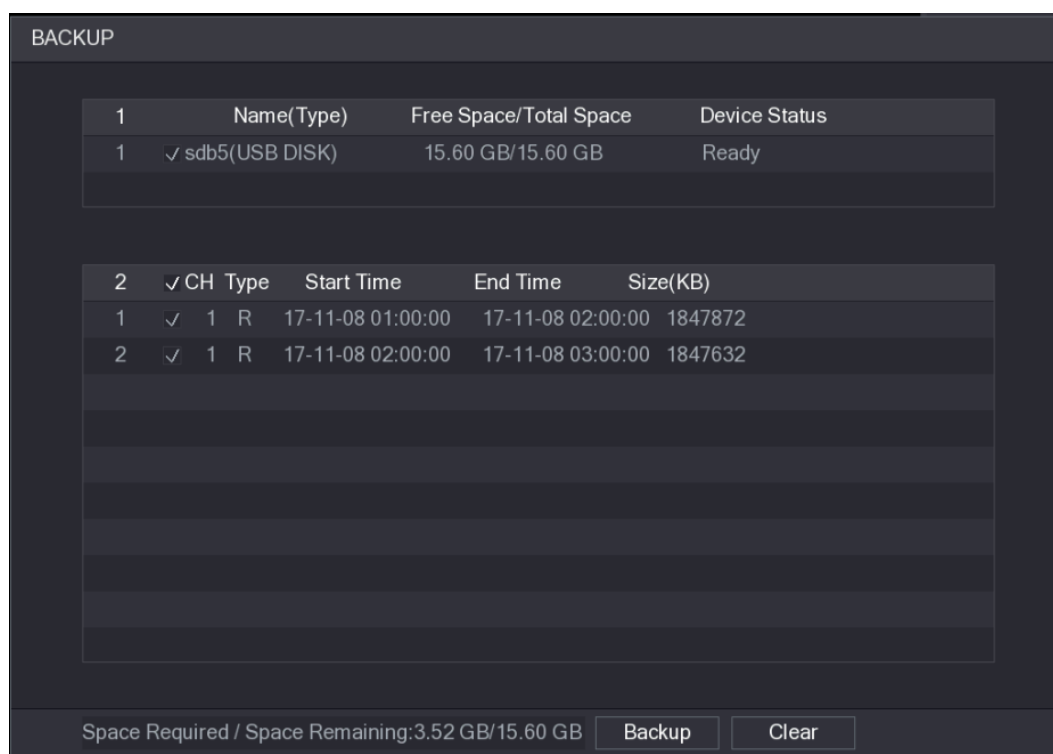 BACKUP
1 Name(Type) Free Space/Total Space Device Status
1 sdb5(USB DISK) 15.60 GB/15.60 GB Ready
2 CH Type Start Time End Time Size(KB)
1 1 R 17-11-08 01:00:00 17-11-08 02:00:00 1847872
2 1 R 17-11-08 02:00:00 17-11-08 03:00:00 1847632
Space Required / Space Remaining:3.52 GB/15.60 GB Backup Clear